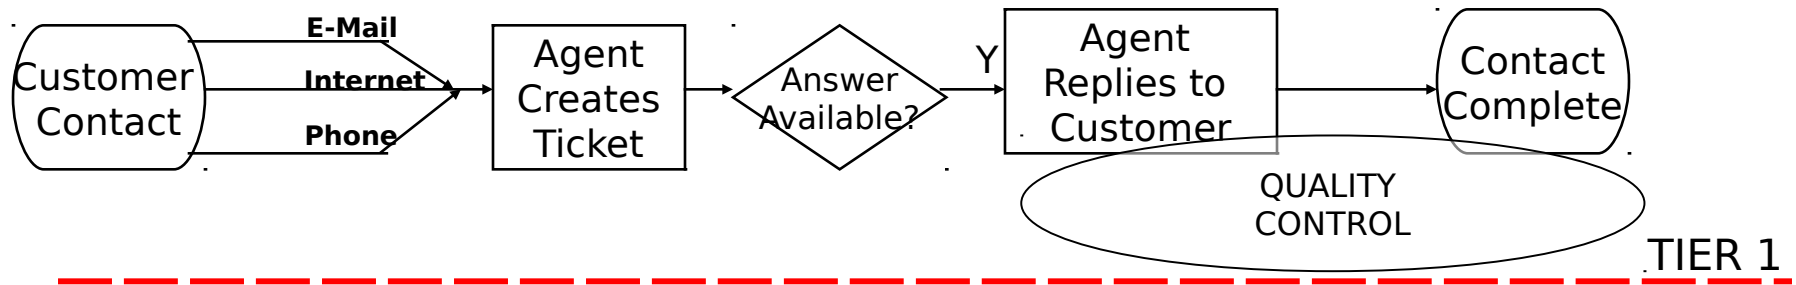 E-Mail
Internet
Phone
Customer
Contact
Agent
Creates
Ticket
Answer
Available?
Y
Agent
Replies to
Customer
Contact
Complete
QUALITY
CONTROL
TIER 1